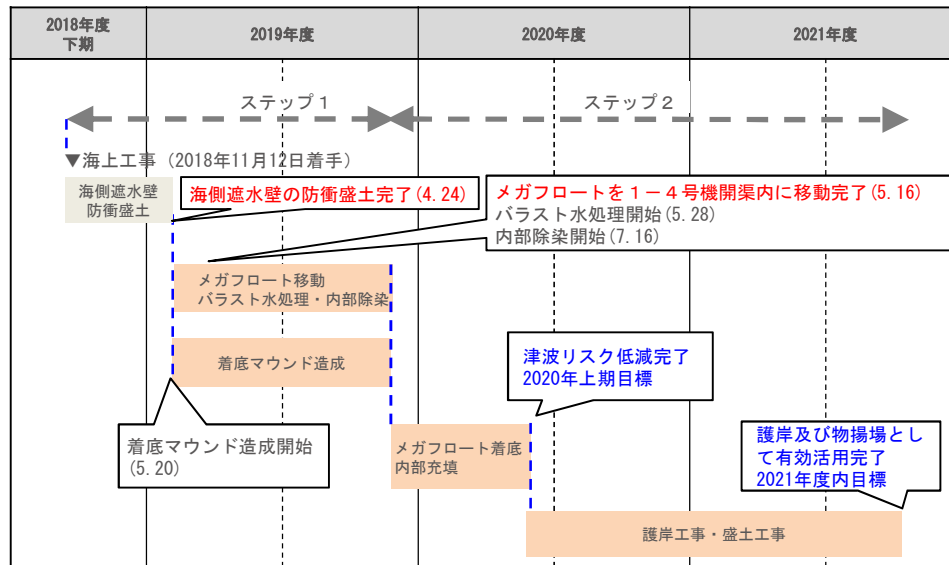 2018年度
下期
2019年度
2020年度
2021年度
ステップ1
ステップ2
▼海上工事（2018年11月12日着手）
海側遮水壁
防衝盛土
海側遮水壁の防衝盛土完了(4.24)
メガフロートを１－４号機開渠内に移動完了(5.16)
バラスト水処理開始(5.28)
内部除染開始(7.16)
メガフロート移動
バラスト水処理・内部除染
着底マウンド造成
津波リスク低減完了
2020年上期目標
着底マウンド造成開始
(5.20)
メガフロート着底
内部充填
護岸及び物揚場とし
て有効活用完了
2021年度内目標
護岸工事・盛土工事